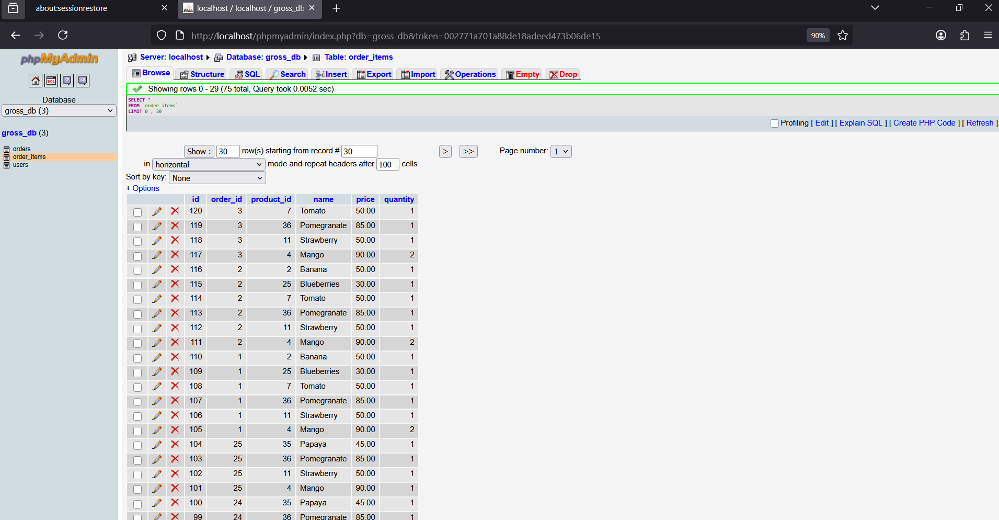 about:sessionrestore
localhost / localhost / gross_db
http://localhost/phpmyadmin/index.php?db=gross_db&token=002771a701a88de18adeed473b06de15
90%
phpMyAdmin
Database
gross_db (3)
gross_db (3)
orders
order_items
users
Server: localhost Database: gross_db Table: order_items
Browse Structure SQL Search Insert Export Import Operations Empty Drop
Showing rows 0 - 29 (75 total, Query took 0.0052 sec)
SELECT *
FROM `order_items`
LIMIT 0 , 30
Profiling [ Edit ] [ Explain SQL ] [ Create PHP Code ] [ Refresh ]
Show : 30 row(s) starting from record # 30 > >> Page number: 1
in horizontal mode and repeat headers after 100 cells
Sort by key: None
+ Options
id order_id product_id name price quantity
120 3 7 Tomato 50.00 1
119 3 36 Pomegranate 85.00 1
118 3 11 Strawberry 50.00 1
117 3 4 Mango 90.00 2
116 2 2 Banana 50.00 1
115 2 25 Blueberries 30.00 1
114 2 7 Tomato 50.00 1
113 2 36 Pomegranate 85.00 1
112 2 11 Strawberry 50.00 1
111 2 4 Mango 90.00 2
110 1 2 Banana 50.00 1
109 1 25 Blueberries 30.00 1
108 1 7 Tomato 50.00 1
107 1 36 Pomegranate 85.00 1
106 1 11 Strawberry 50.00 1
105 1 4 Mango 90.00 2
104 25 35 Papaya 45.00 1
103 25 36 Pomegranate 85.00 1
102 25 11 Strawberry 50.00 1
101 25 4 Mango 90.00 1
100 24 35 Papaya 45.00 1
99 24 36 Pomegranate 85.00 1